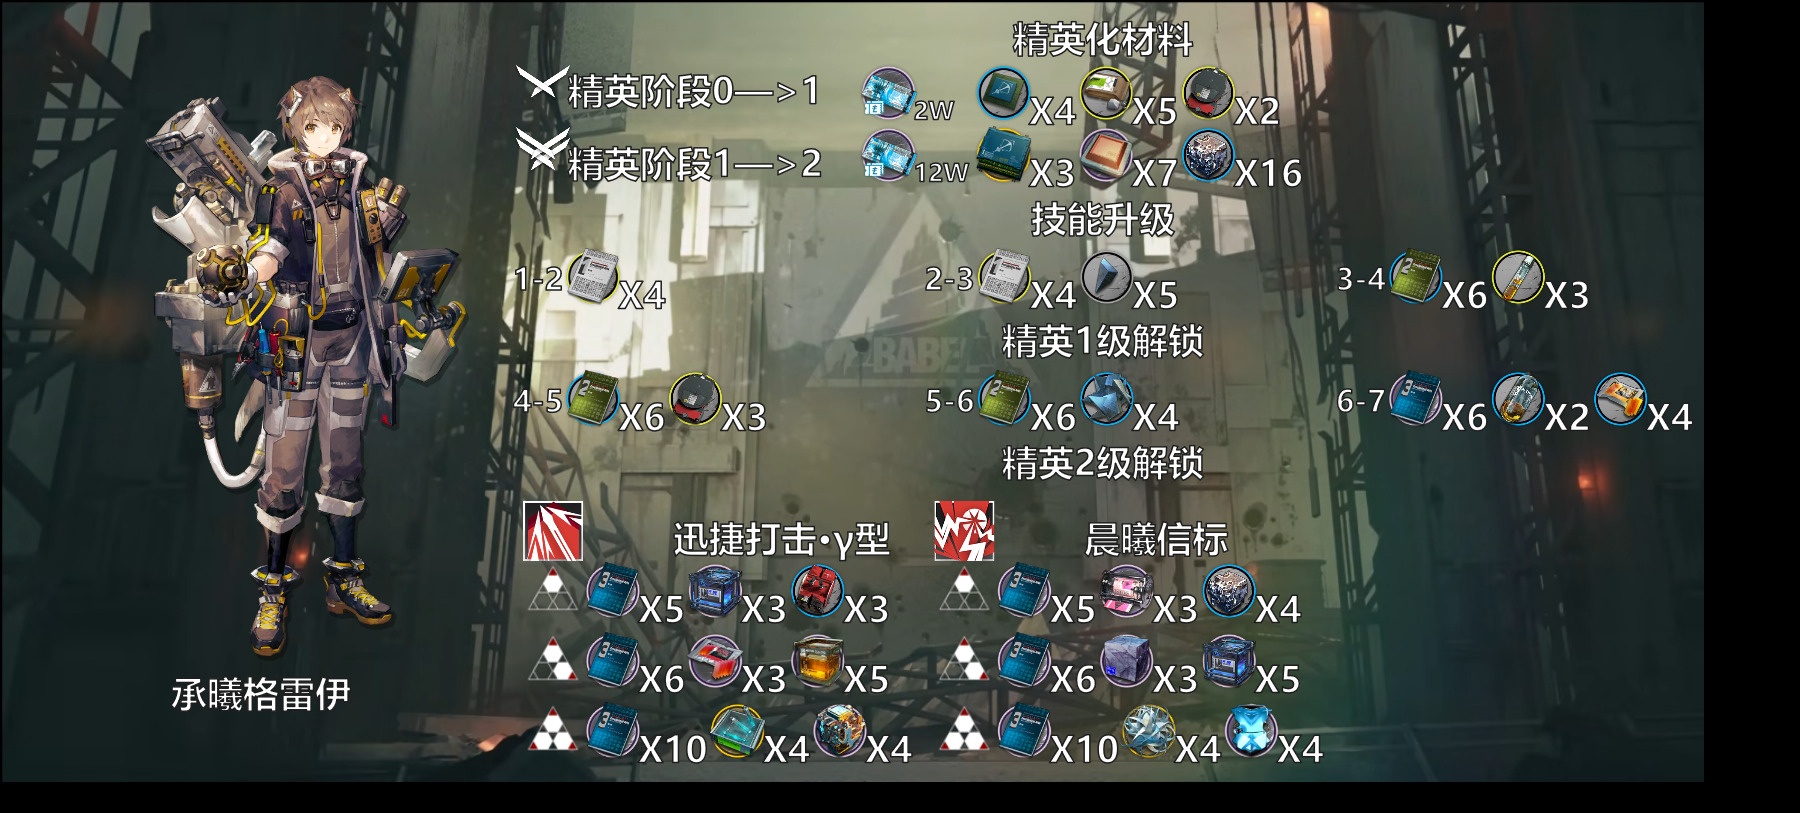 精英化材料
精英阶段0—>1 2W X4 X5 X2
精英阶段1—>2 12W X3 X7 X16
技能升级
1-2 X4 2-3 X4 X5 3-4 X6 X3
BABEL
精英1级解锁
4-5 X6 X3 5-6 X6 X4 6-7 X6 X2 X4
精英2级解锁
迅捷打击•γ型 晨曦信标
X5 X3 X3 X5 X3 X4
X6 X3 X5 X6 X3 X5
X10 X4 X4 X10 X4 X4
承曦格雷伊